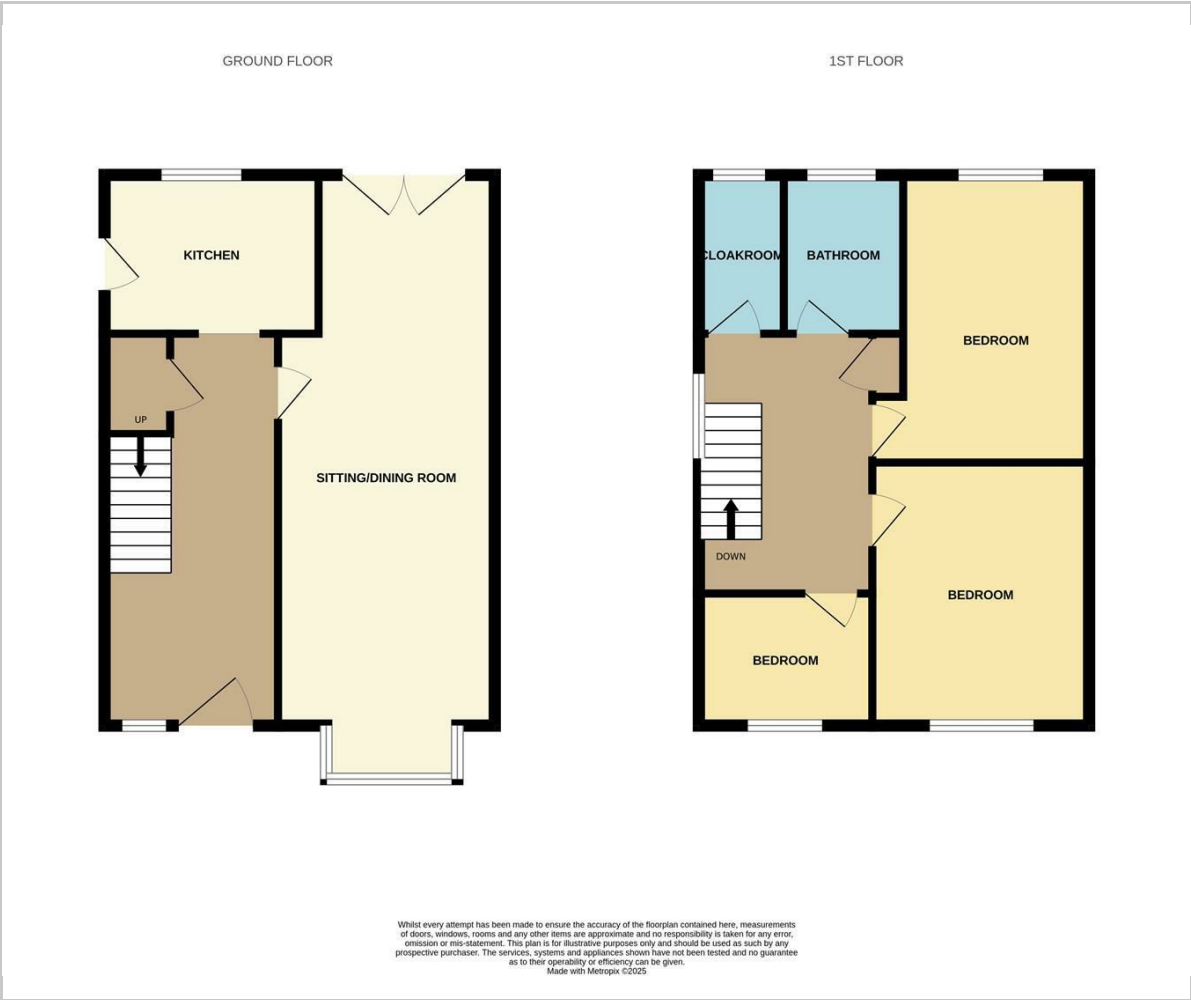 GROUND FLOOR
1ST FLOOR
KITCHEN
UP
SITTING/DINING ROOM
CLOAKROOM
BATHROOM
BEDROOM
DOWN
BEDROOM
BEDROOM
Whilst every attempt has been made to ensure the accuracy of the floorplan contained here, measurements
of doors, windows, rooms and any other items are approximate and no responsibility is taken for any error,
omission or mis-statement. This plan is for illustrative purposes only and should be used as such by any
prospective purchaser. The services, systems and appliances shown have not been tested and no guarantee
as to their operability or efficiency can be given.
Made with Metropix ©2025